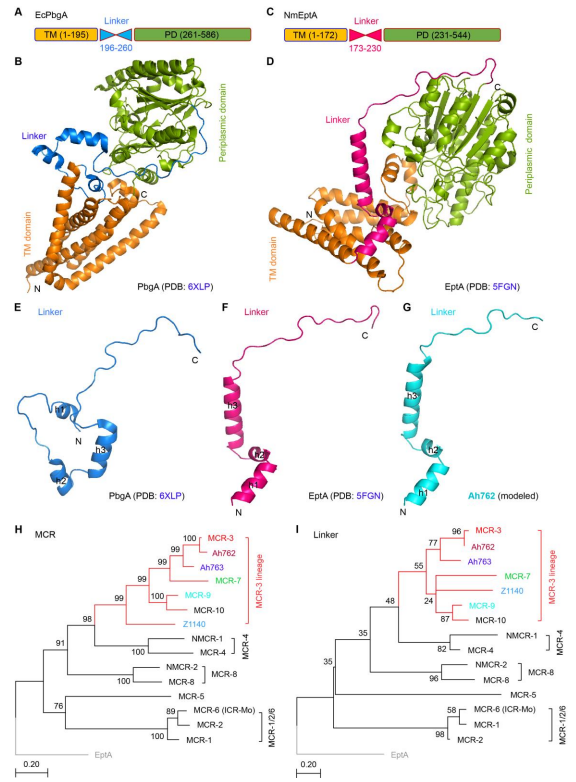 A
EcPbgA
Linker
TM (1-195)
PD (261-586)
196-260
C
NmEptA
Linker
TM (1-172)
PD (231-544)
173-230
B
Linker
Periplasmic domain
C
TM domain
N
PbgA (PDB: 6XLP)
D
Linker
C
Periplasmic domain
N
TM domain
EptA (PDB: 5FGN)
E
Linker
C
h1
N
h3
h2
PbgA (PDB: 6XLP)
F
Linker
C
h3
h2
h1
N
EptA (PDB: 5FGN)
G
C
h3
h2
h1
N
Ah762 (modeled)
H
MCR
100
MCR-3
99
Ah762
99
Ah763
99
MCR-7
MCR-9
100
99
MCR-10
98
Z1140
MCR-3 lineage
91
NMCR-1
100
MCR-4
MCR-4
NMCR-2
100
MCR-8
MCR-8
76
MCR-5
89
MCR-6 (ICR-Mo)
MCR-2
100
MCR-1
MCR-1/2/6
EptA
0.20
I
Linker
96
MCR-3
77
Ah762
Ah763
55
MCR-7
24
Z1140
MCR-9
87
MCR-10
MCR-3 lineage
48
NMCR-1
82
MCR-4
MCR-4
35
NMCR-2
96
MCR-8
MCR-8
35
MCR-5
58
MCR-6 (ICR-Mo)
MCR-1
98
MCR-2
MCR-1/2/6
EptA
0.20